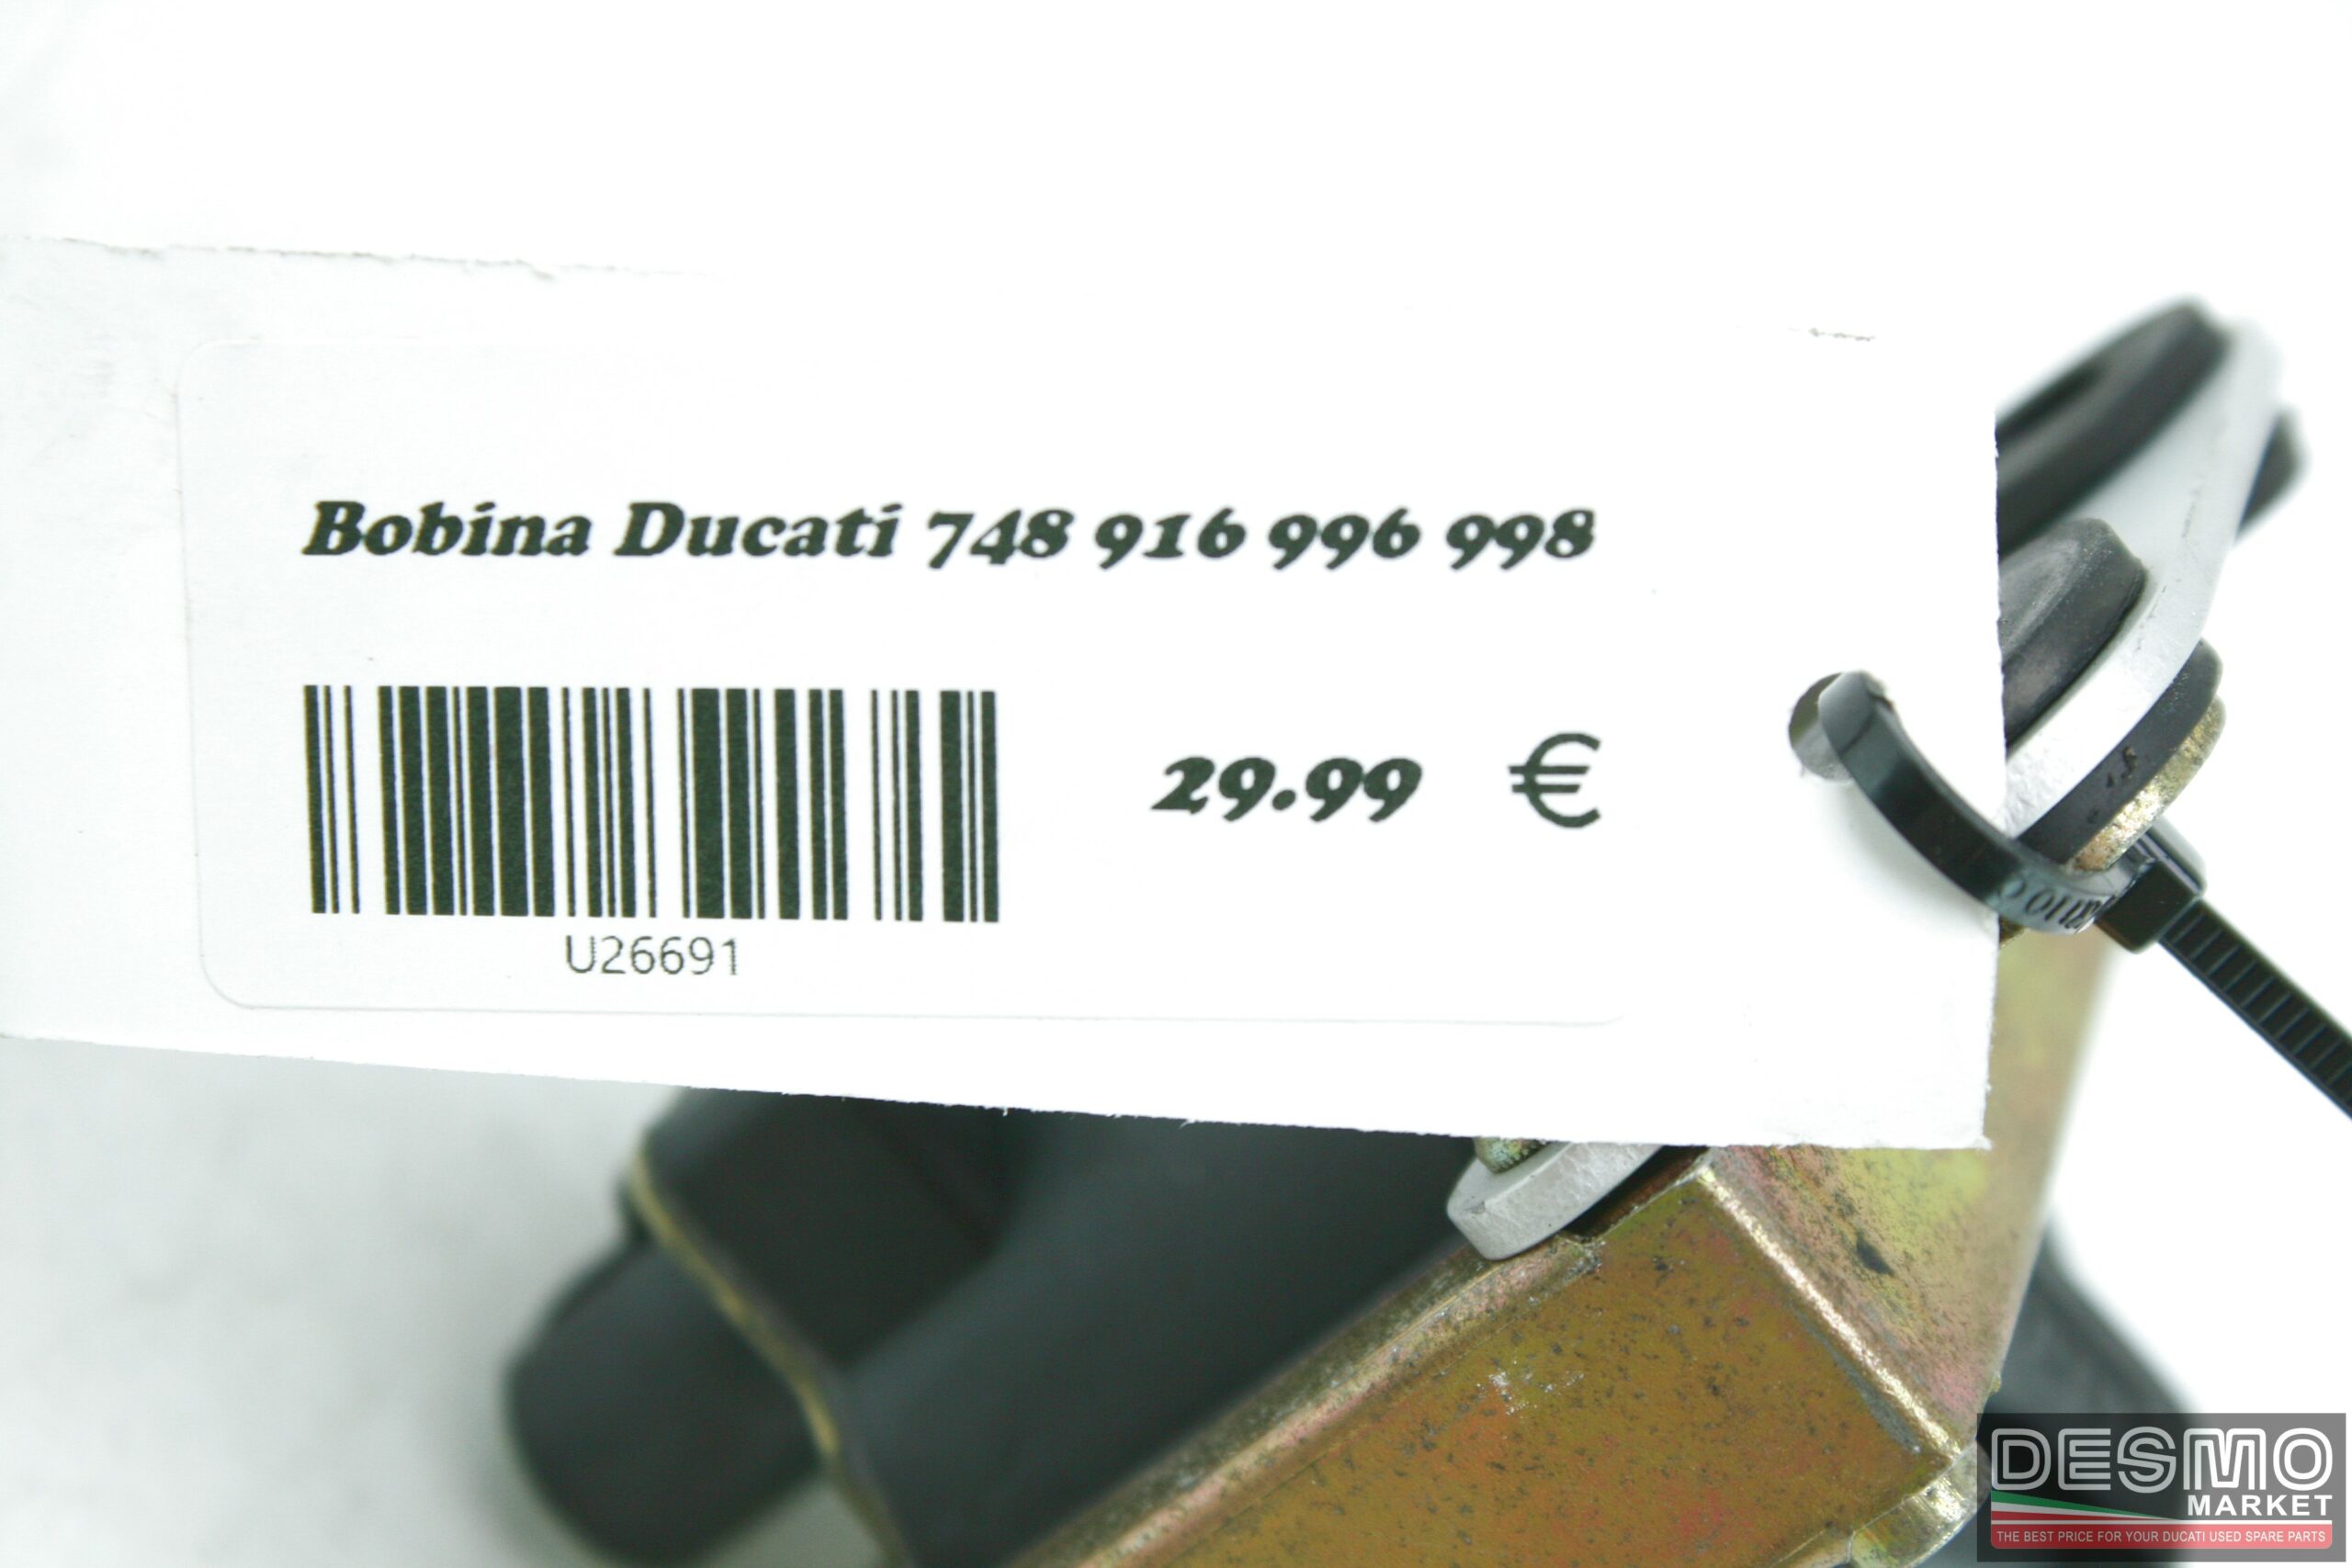 Bobina Ducati 748 916 996 998
29.99 €
U26691
DESMO
MARKET
THE BEST PRICE FOR YOUR DUCATI USED SPARE PARTS